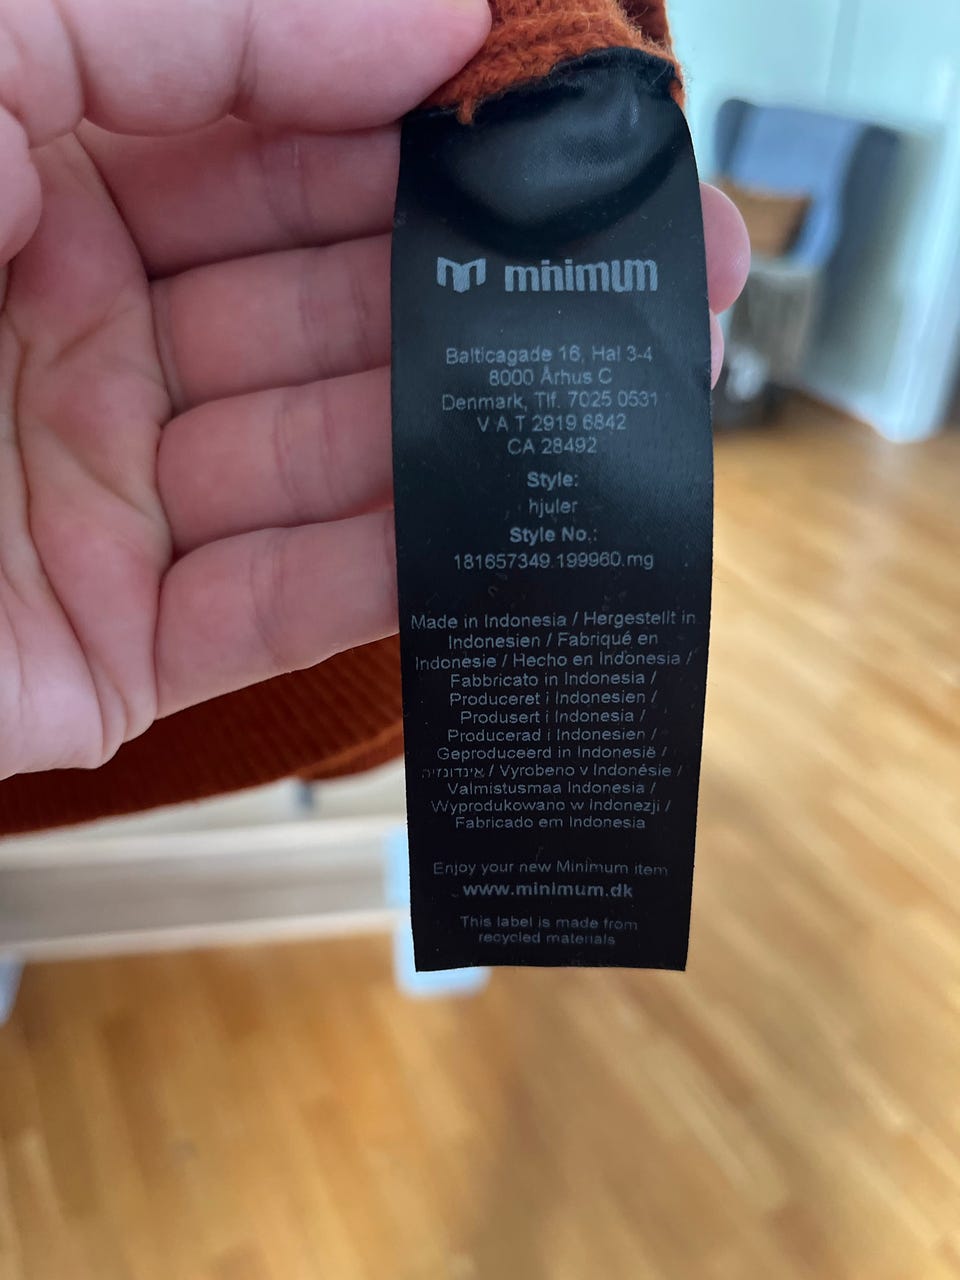 minimum
Balticagade 16, Hal 3-4
8000 Århus C
Denmark, Tlf. 7025 0531
V A T 2919 6842
CA 28492
Style:
hjuler
Style No.:
181657349.199960.mg
Made in Indonesia / Hergestellt in
Indonesien / Fabriqué en
Indonésie / Hecho en Indonesia /
Fabbricato in Indonesia /
Produceret i Indonesien /
Produsert i Indonesia /
Producerad i Indonesien /
Geproduceerd in Indonesië /
אינדונזיה / Vyrobeno v Indonésie /
Valmistusmaa Indonesia /
Wyprodukowano w Indonezji /
Fabricado em Indonesia
Enjoy your new Minimum item
www.minimum.dk
This label is made from
recycled materials